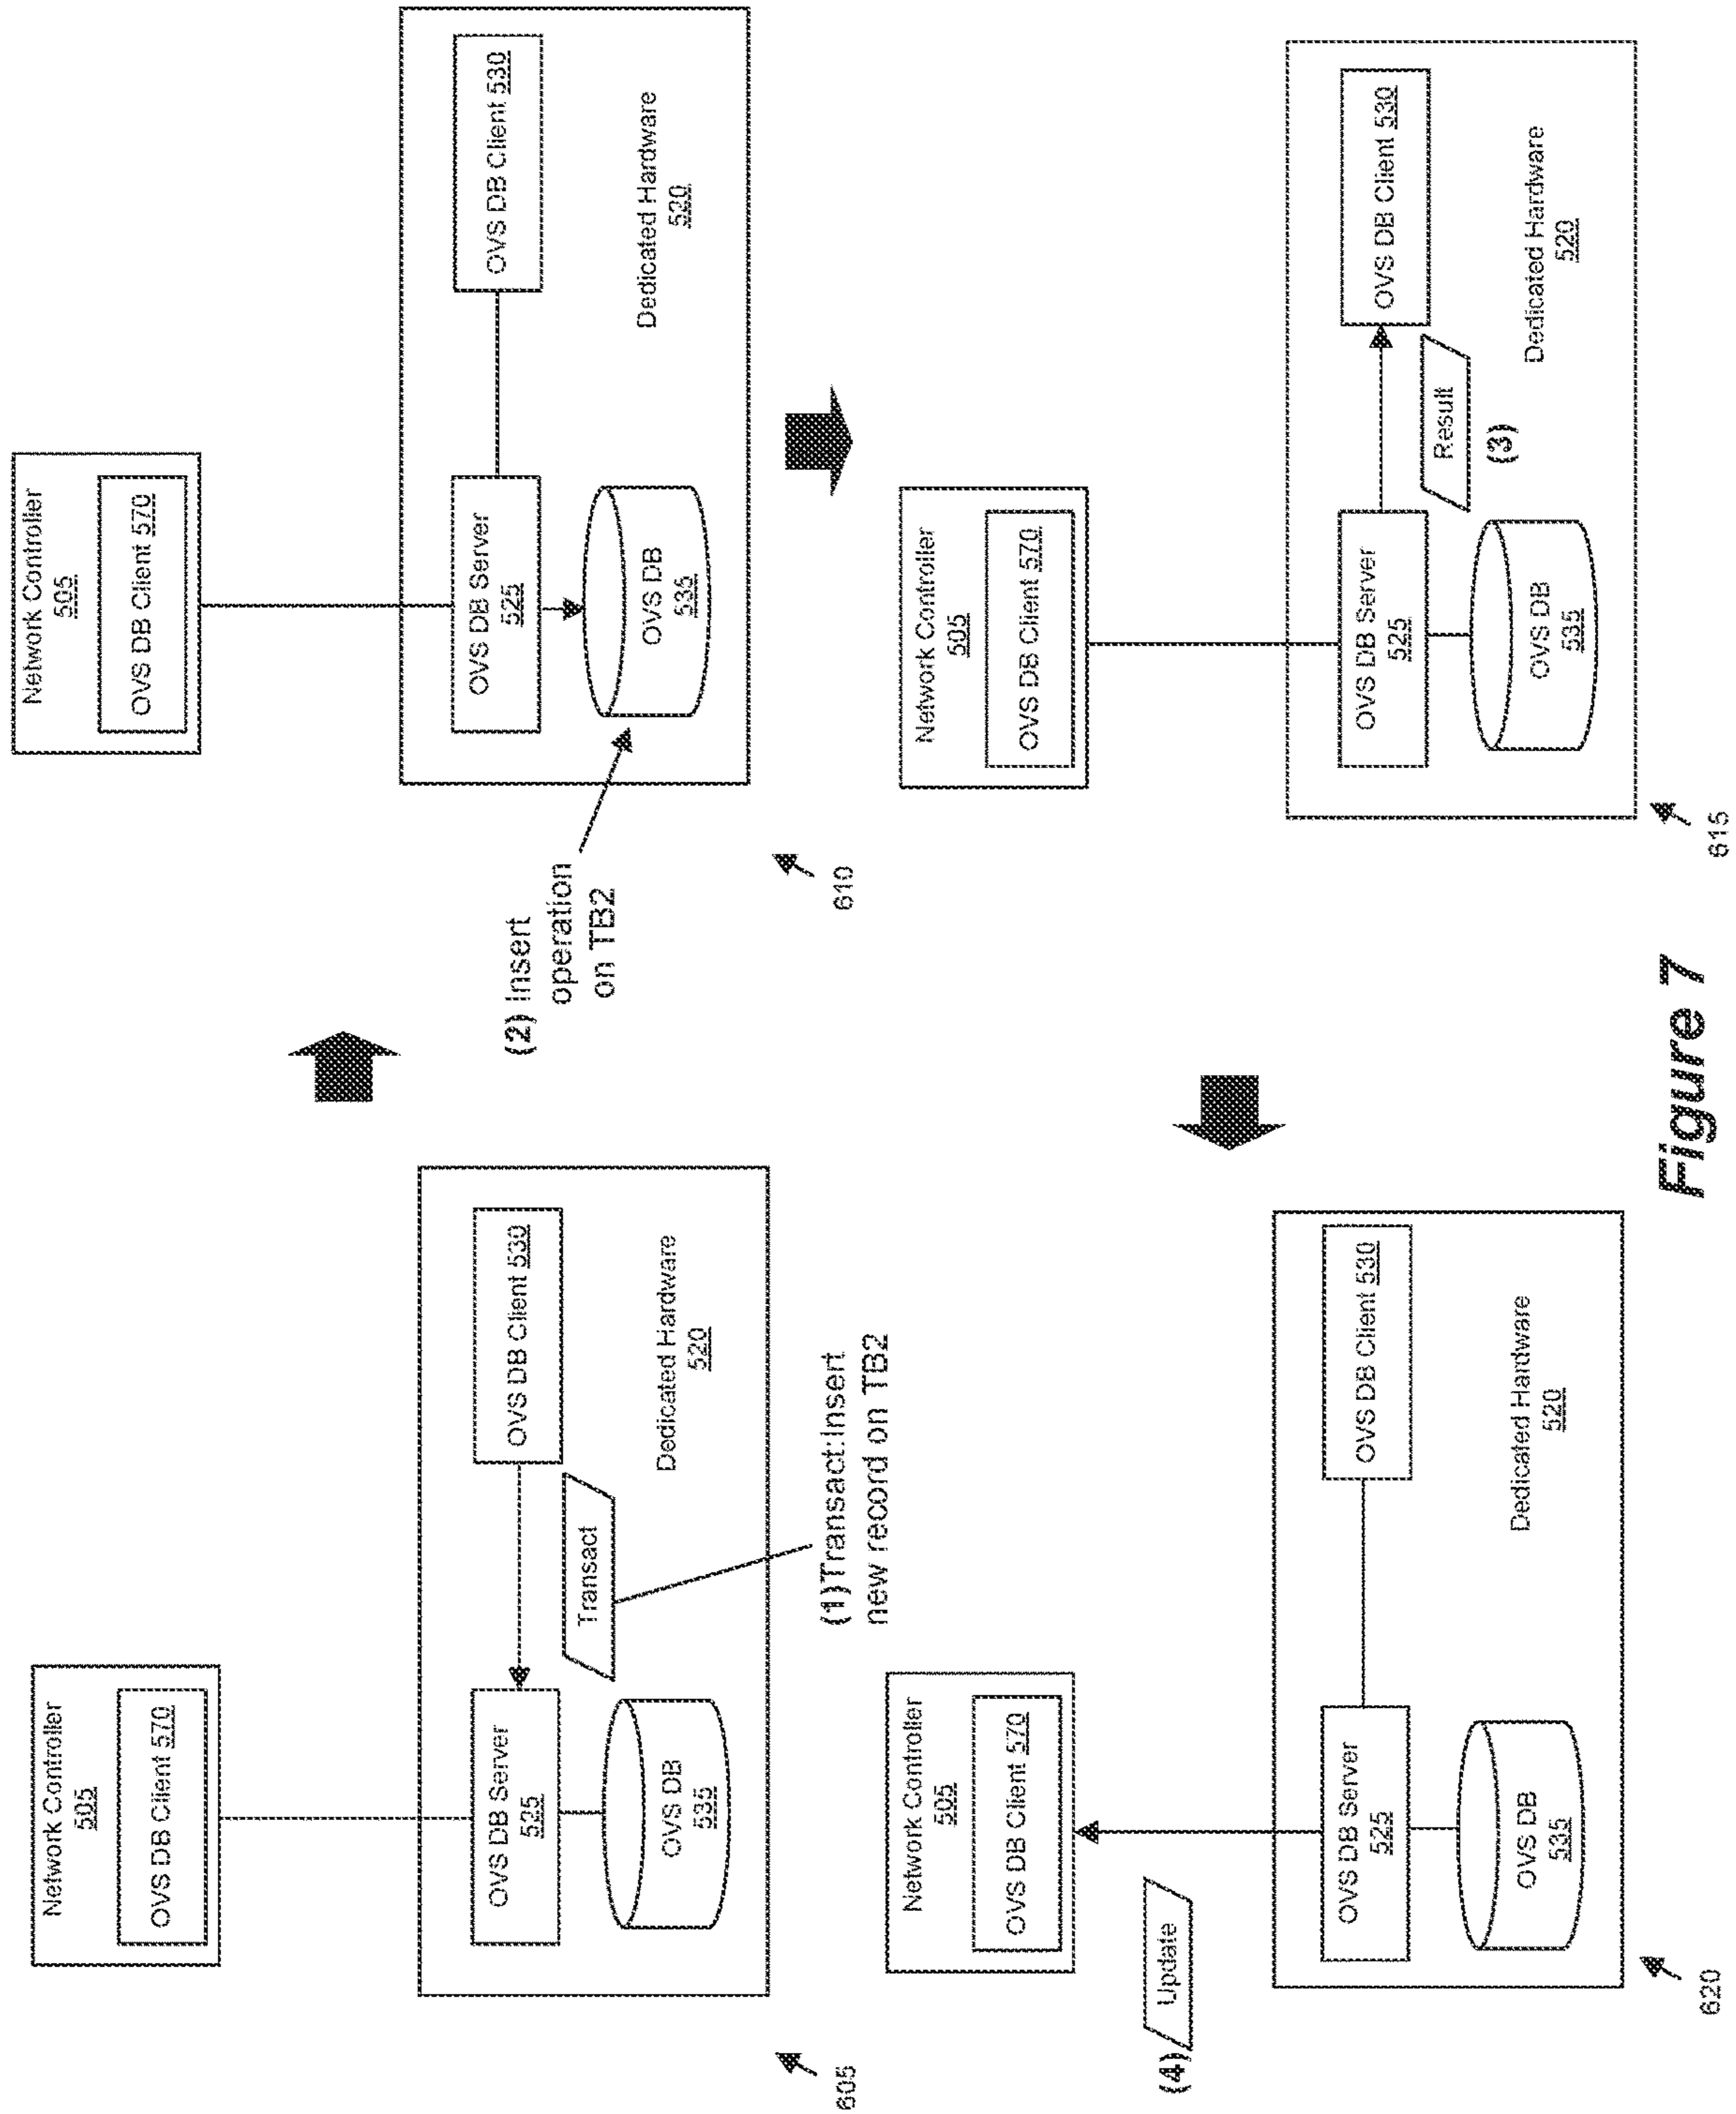 Network Controller
505
OVS DB Client 570
OVS DB Server
525
OVS DB Client 530
Transact
OVS DB
535
Dedicated Hardware
520
(1)Transact:Insert
new record on TB2
605
Network Controller
505
OVS DB Client 570
OVS DB Server
525
OVS DB Client 530
(2) Insert
operation
on TB2
OVS DB
535
Dedicated Hardware
520
610
Network Controller
505
OVS DB Client 570
OVS DB Server
525
OVS DB Client 530
Result
(3)
OVS DB
535
Dedicated Hardware
520
615
Network Controller
505
OVS DB Client 570
(4)
Update
OVS DB Server
525
OVS DB Client 530
OVS DB
535
Dedicated Hardware
520
620
Figure 7